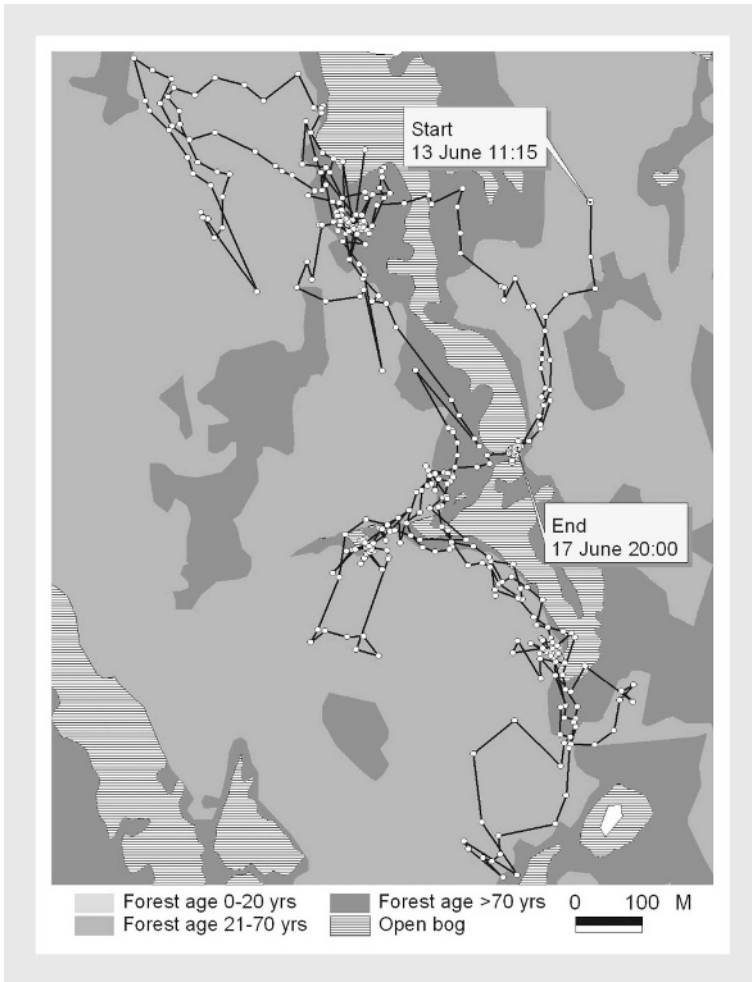 Start
13 June 11:15
End
17 June 20:00
Forest age 0-20 yrs
Forest age >70 yrs
0 100 M
Forest age 21-70 yrs
Open bog